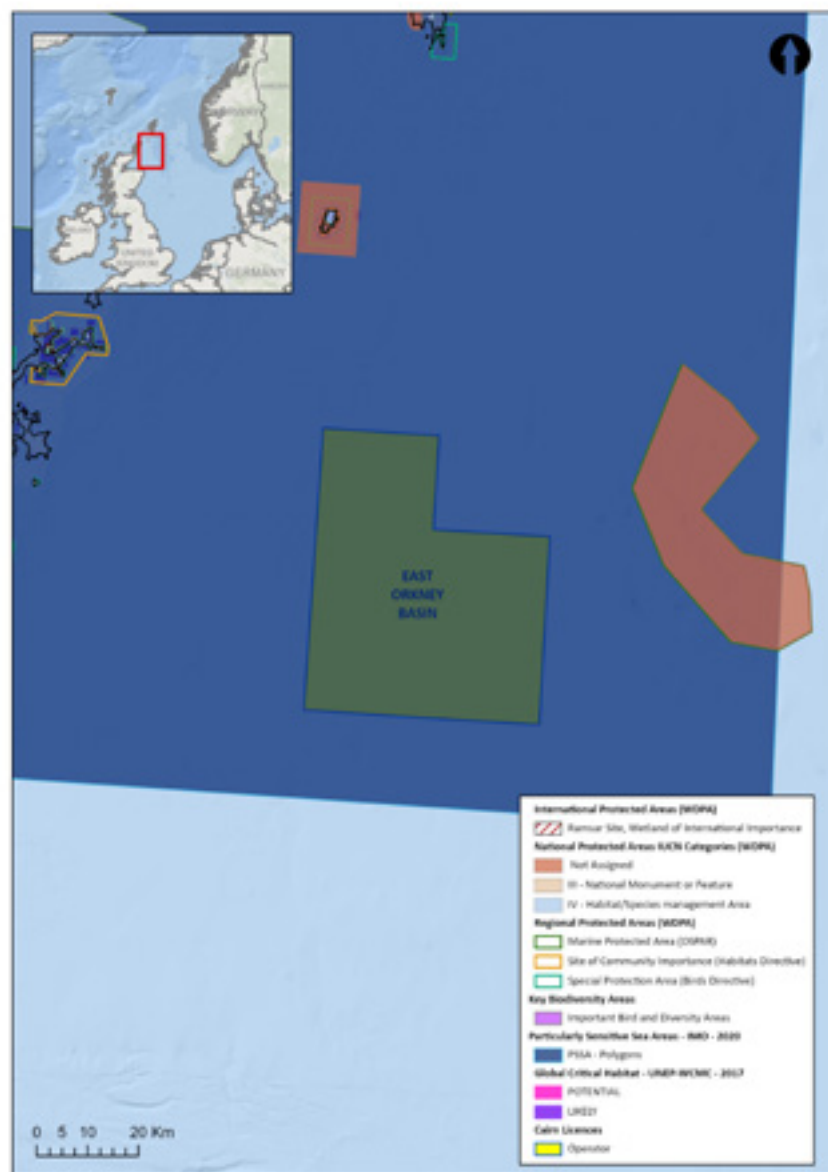 UNITED
KINGDOM
GERMANY
EAST
ORKNEY
BASIN
International Protected Areas (WDPA)
Ramsar Site, Wetland of International Importance
National Protected Areas IUCN Categories (WDPA)
Not Assigned
III - National Monument or Feature
IV - Habitat/Species management Area
Regional Protected Areas (WDPA)
Marine Protected Area (OSPAR)
Site of Community Importance (Habitats Directive)
Special Protection Area (Birds Directive)
Key Biodiversity Areas
Important Bird and Diversity Areas
Particularly Sensitive Sea Areas - IMO - 2020
PSSA - Polygons
Global Critical Habitat - UNEP-WCMC - 2017
POTENTIAL
LIKELY
Cairn Licences
Operator
0 5 10 20 Km